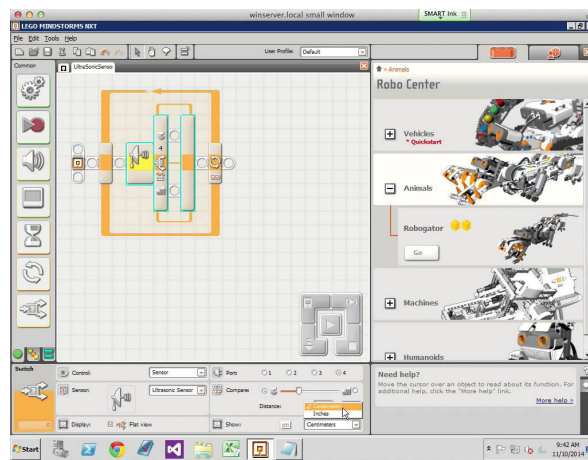 winserver.local small window
SMART Ink
LEGO MINDSTORMS NXT
File Edit Tools Help
User Profile: Default
Common
UltraSonicSenso
4
» Animals
Robo Center
Vehicles
* Quickstart
Animals
Robogator
Go
Machines
Humanoids
Switch
Control: Sensor
Port: 1 2 3 4
Sensor: Ultrasonic Sensor
Compare:
Distance:
Centimeters
Inches
Display: Flat view
Show: cm Centimeters
Need help?
Move the cursor over an object to read about its function. For
additional help, click the "More help" link.
More help »
Start
9:42 AM
11/10/2014